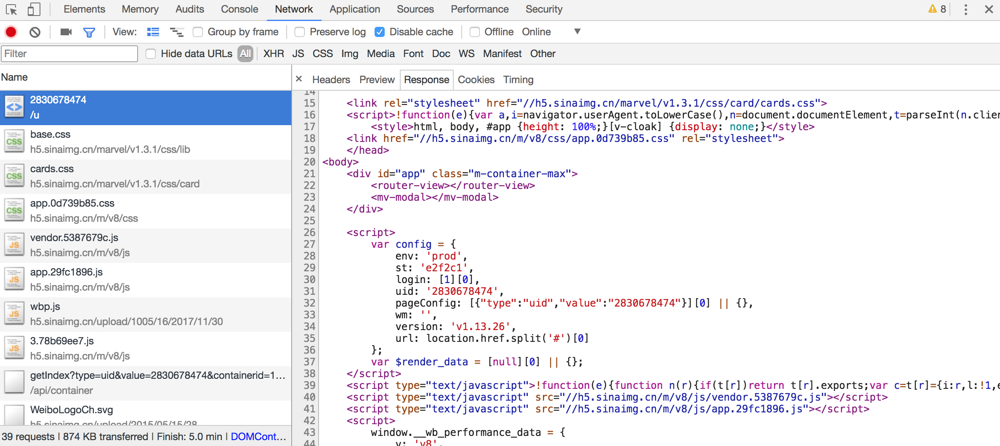 Elements Memory Audits Console Network Application Sources Performance Security 8
View: Group by frame Preserve log Disable cache Offline Online
Filter Hide data URLs All XHR JS CSS Img Media Font Doc WS Manifest Other
Name
2830678474
/u
base.css
h5.sinaimg.cn/marvel/v1.3.1/css/lib
cards.css
h5.sinaimg.cn/marvel/v1.3.1/css/card
app.0d739b85.css
h5.sinaimg.cn/m/v8/css
vendor.5387679c.js
h5.sinaimg.cn/m/v8/js
app.29fc1896.js
h5.sinaimg.cn/m/v8/js
wbp.js
h5.sinaimg.cn/upload/1005/16/2017/11/30
3.78b69ee7.js
h5.sinaimg.cn/m/v8/js
getIndex?type=uid&value=2830678474&containerid=1…
/api/container
WeiboLogoCh.svg
h5.sinaimg.cn/upload/2015/05/15/28
39 requests | 874 KB transferred | Finish: 5.0 min | DOMCont…
× Headers Preview Response Cookies Timing
14
15 <link rel="stylesheet" href="//h5.sinaimg.cn/marvel/v1.3.1/css/card/cards.css">
16 <script>!function(e){var a,i=navigator.userAgent.toLowerCase(),n=document.documentElement,t=parseInt(n.clien
17 <style>html, body, #app {height: 100%;}[v-cloak] {display: none;}</style>
18 <link href="//h5.sinaimg.cn/m/v8/css/app.0d739b85.css" rel="stylesheet">
19 </head>
20 <body>
21 <div id="app" class="m-container-max">
22 <router-view></router-view>
23 <mv-modal></mv-modal>
24 </div>
25
26 <script>
27 var config = {
28 env: 'prod',
29 st: 'e2f2c1',
30 login: [1][0],
31 uid: '2830678474',
32 pageConfig: [{"type":"uid","value":"2830678474"}][0] || {},
33 wm: '',
34 version: 'v1.13.26',
35 url: location.href.split('#')[0]
36 };
37 var $render_data = [null][0] || {};
38 </script>
39 <script type="text/javascript">!function(e){function n(r){if(t[r])return t[r].exports;var c=t[r]={i:r,l:!1,e
40 <script type="text/javascript" src="//h5.sinaimg.cn/m/v8/js/vendor.5387679c.js"></script>
41 <script type="text/javascript" src="//h5.sinaimg.cn/m/v8/js/app.29fc1896.js"></script>
42 <script>
43 window.__wb_performance_data = {
44 v: 'v8',